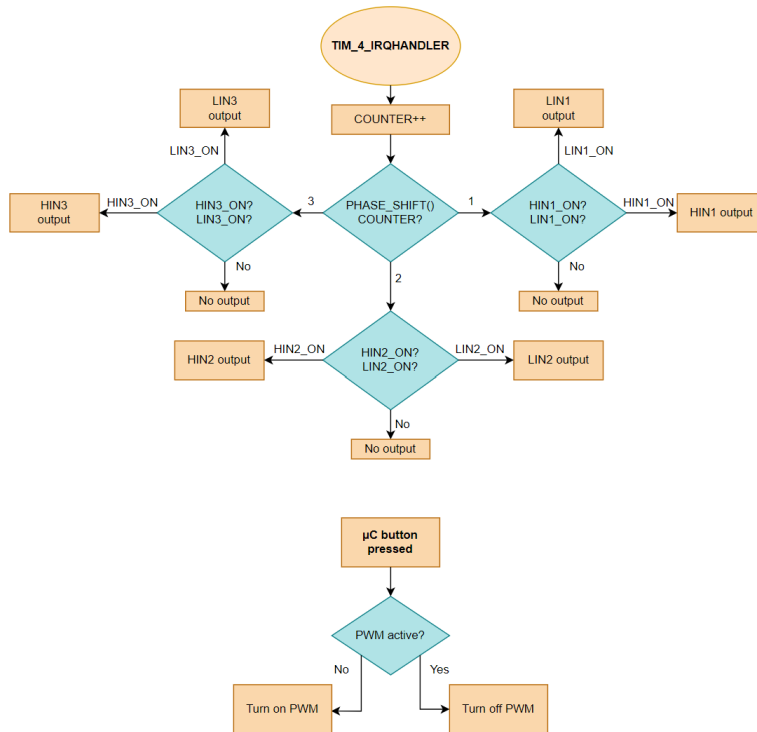 TIM_4_IRQHANDLER
COUNTER++
LIN3
output
LIN1
output
LIN3_ON
LIN1_ON
HIN3
output
HIN3_ON
HIN3_ON?
LIN3_ON?
3
PHASE_SHIFT()
COUNTER?
1
HIN1_ON?
LIN1_ON?
HIN1_ON
HIN1 output
No
No output
2
No
No output
HIN2 output
HIN2_ON
HIN2_ON?
LIN2_ON?
LIN2_ON
LIN2 output
No
No output
µC button
pressed
PWM active?
No
Yes
Turn on PWM
Turn off PWM